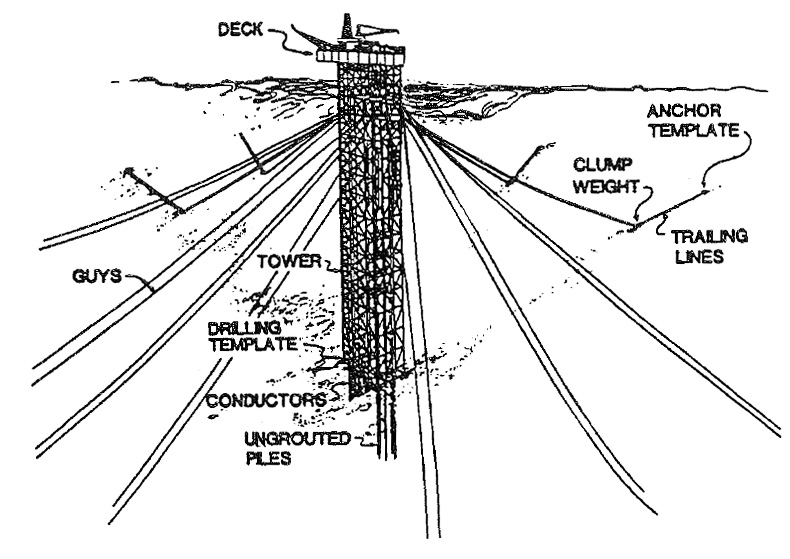 DECK
ANCHOR
TEMPLATE
CLUMP
WEIGHT
TRAILING
LINES
TOWER
GUYS
DRILLING
TEMPLATE
CONDUCTORS
UNGROUTED
PILES